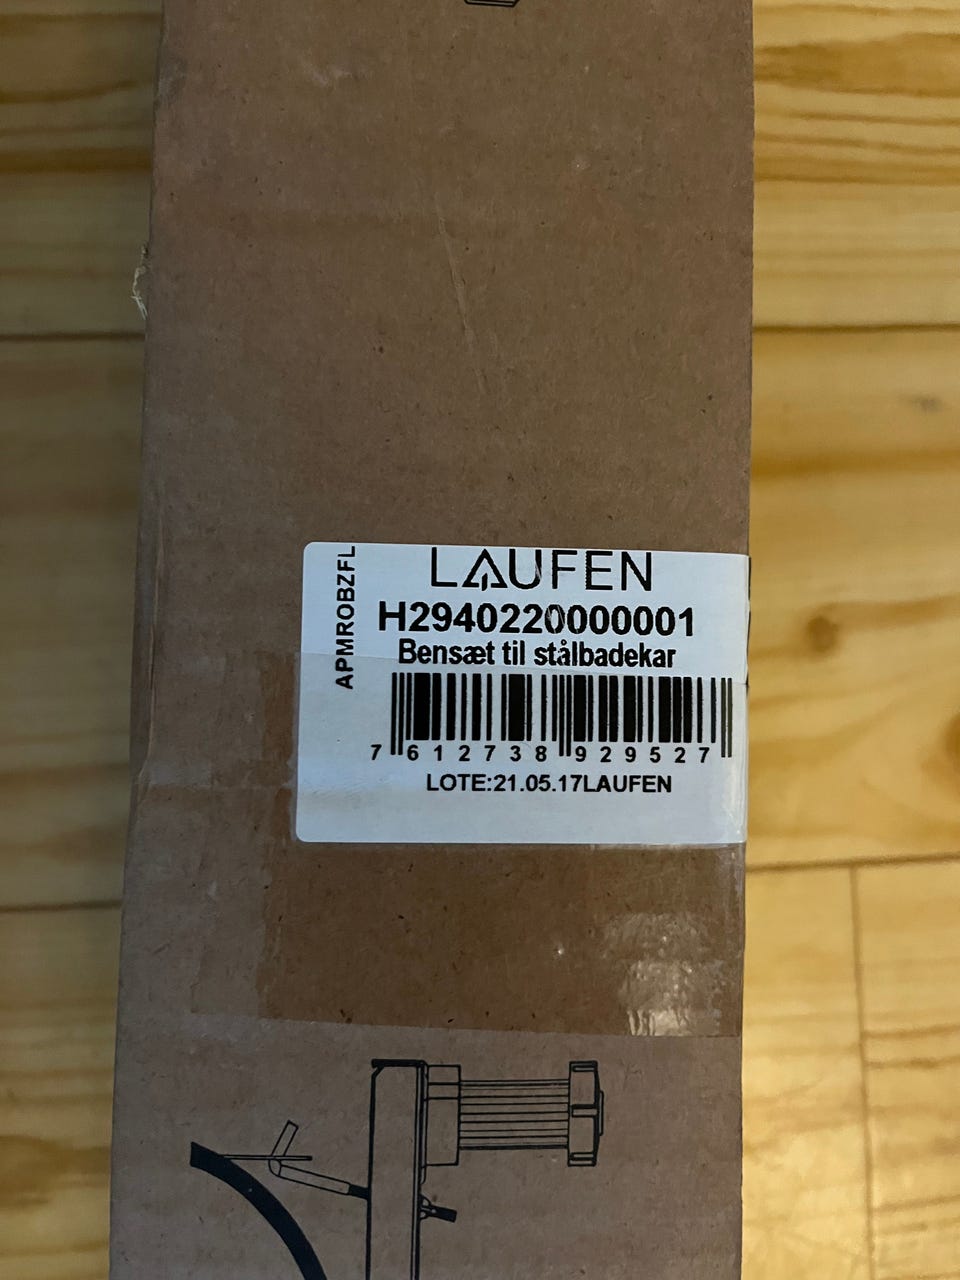 LAUFEN
H2940220000001
Bensæt til stålbadekar
APMROBZFL
7 612738 929527
LOTE:21.05.17LAUFEN